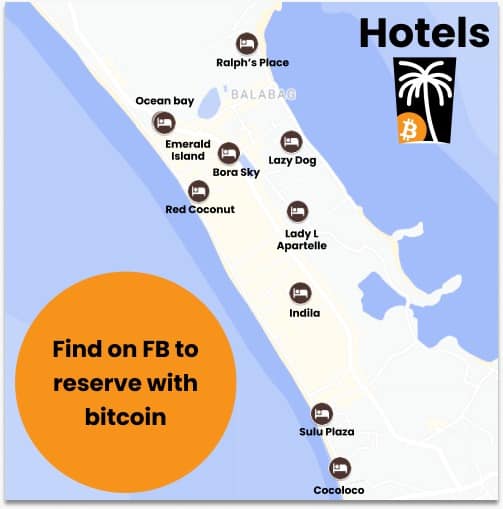 Hotels
Ralph's Place
BALABAG
Ocean bay
Emerald
Island
Lazy Dog
Bora Sky
Red Coconut
Lady L
Apartelle
Indila
Find on FB to
reserve with
bitcoin
Sulu Plaza
Cocoloco